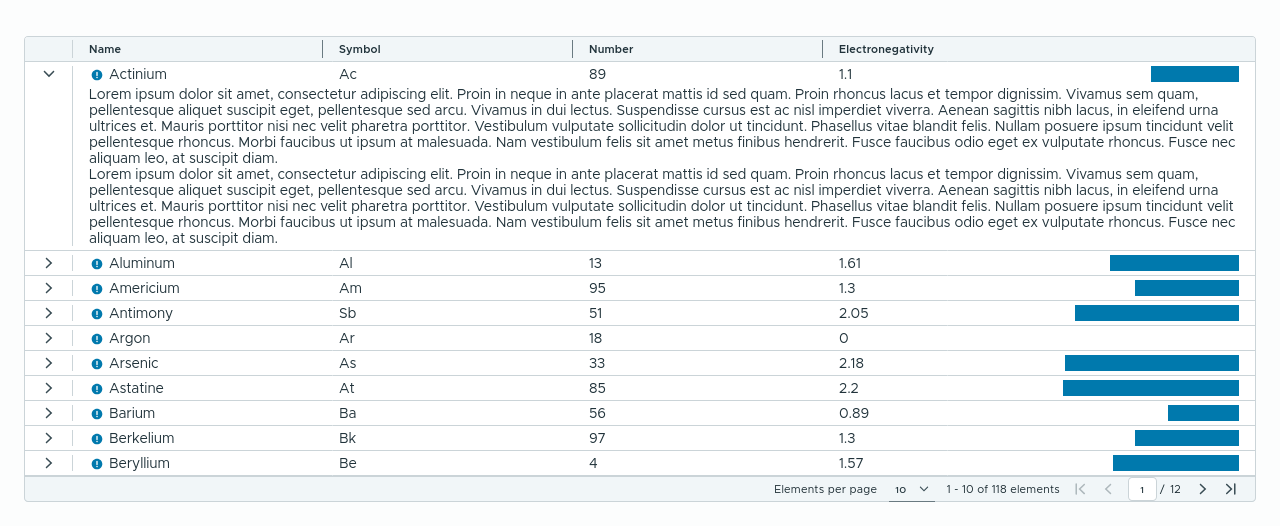 Name Symbol Number Electronegativity
Actinium Ac 89 1.1
Lorem ipsum dolor sit amet, consectetur adipiscing elit. Proin in neque in ante placerat mattis id sed quam. Proin rhoncus lacus et tempor dignissim. Vivamus sem quam,
pellentesque aliquet suscipit eget, pellentesque sed arcu. Vivamus in dui lectus. Suspendisse cursus est ac nisl imperdiet viverra. Aenean sagittis nibh lacus, in eleifend urna
ultrices et. Mauris porttitor nisi nec velit pharetra porttitor. Vestibulum vulputate sollicitudin dolor ut tincidunt. Phasellus vitae blandit felis. Nullam posuere ipsum tincidunt velit
pellentesque rhoncus. Morbi faucibus ut ipsum at malesuada. Nam vestibulum felis sit amet metus finibus hendrerit. Fusce faucibus odio eget ex vulputate rhoncus. Fusce nec
aliquam leo, at suscipit diam.
Lorem ipsum dolor sit amet, consectetur adipiscing elit. Proin in neque in ante placerat mattis id sed quam. Proin rhoncus lacus et tempor dignissim. Vivamus sem quam,
pellentesque aliquet suscipit eget, pellentesque sed arcu. Vivamus in dui lectus. Suspendisse cursus est ac nisl imperdiet viverra. Aenean sagittis nibh lacus, in eleifend urna
ultrices et. Mauris porttitor nisi nec velit pharetra porttitor. Vestibulum vulputate sollicitudin dolor ut tincidunt. Phasellus vitae blandit felis. Nullam posuere ipsum tincidunt velit
pellentesque rhoncus. Morbi faucibus ut ipsum at malesuada. Nam vestibulum felis sit amet metus finibus hendrerit. Fusce faucibus odio eget ex vulputate rhoncus. Fusce nec
aliquam leo, at suscipit diam.
Aluminum Al 13 1.61
Americium Am 95 1.3
Antimony Sb 51 2.05
Argon Ar 18 0
Arsenic As 33 2.18
Astatine At 85 2.2
Barium Ba 56 0.89
Berkelium Bk 97 1.3
Beryllium Be 4 1.57
Elements per page 10 1 - 10 of 118 elements 1 / 12